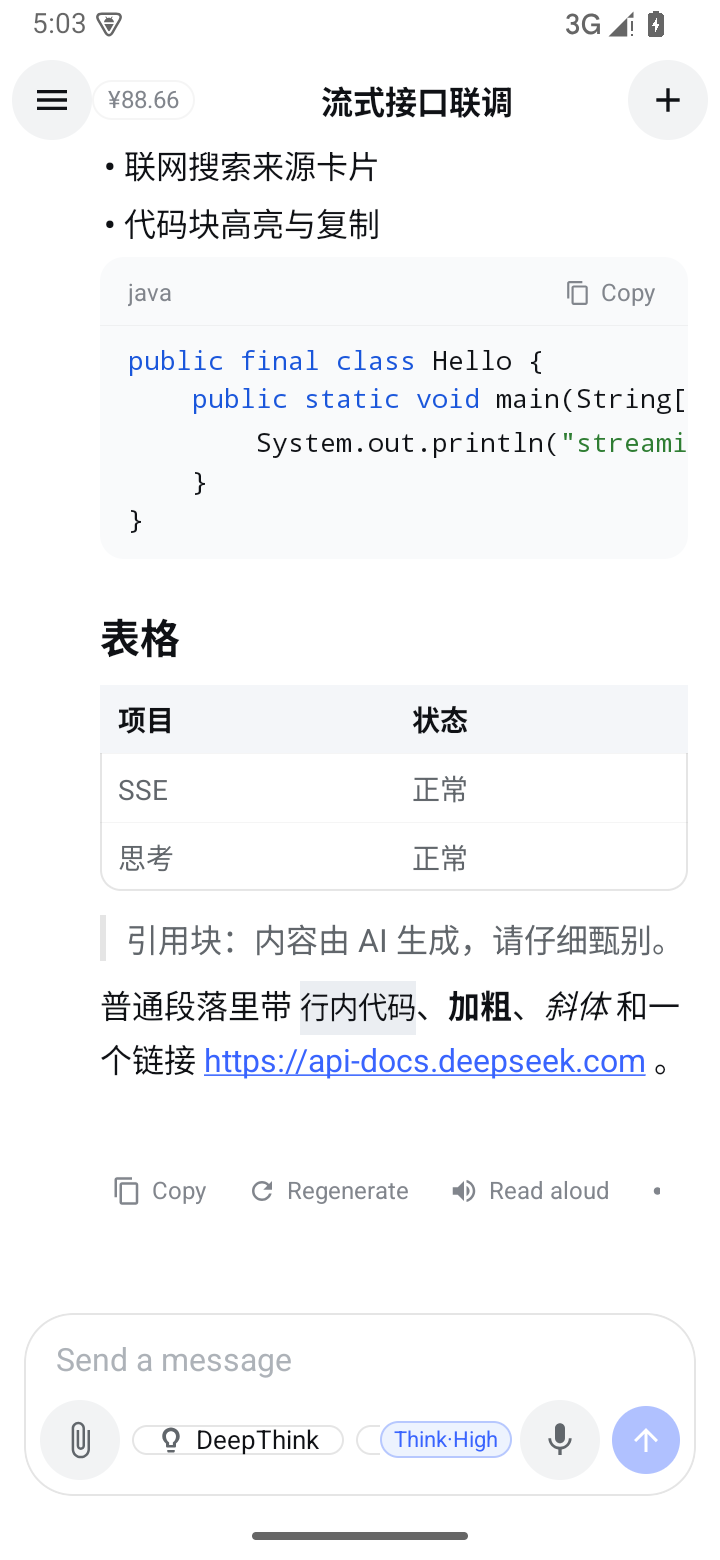 5:03
3G
¥88.66
流式接口联调
• 联网搜索来源卡片
• 代码块高亮与复制
java
Copy
public final class Hello {
    public static void main(String[
        System.out.println("streami
    }
}
表格
项目 状态
SSE 正常
思考 正常
引用块：内容由 AI 生成，请仔细甄别。
普通段落里带 行内代码、加粗、斜体 和一
个链接 https://api-docs.deepseek.com 。
Copy Regenerate Read aloud
Send a message
DeepThink Think·High